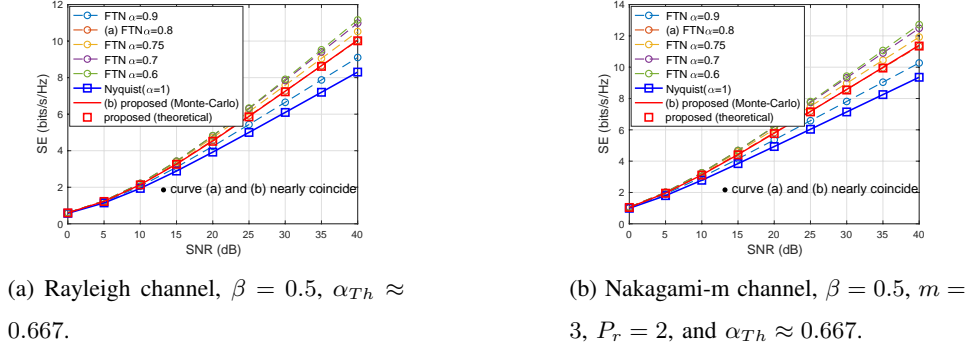 12
10
8
6
4
2
0
SE (bits/s/Hz)
FTN α=0.9
(a) FTNα=0.8
FTN α=0.75
FTN α=0.7
FTN α=0.6
Nyquist(α=1)
(b) proposed (Monte-Carlo)
proposed (theoretical)
• curve (a) and (b) nearly coincide
0 5 10 15 20 25 30 35 40
SNR (dB)
(a) Rayleigh channel, β = 0.5, α_Th ≈
0.667.
14
12
10
8
6
4
2
0
SE (bits/s/Hz)
FTN α=0.9
(a) FTNα=0.8
FTN α=0.75
FTN α=0.7
FTN α=0.6
Nyquist(α=1)
(b) proposed (Monte-Carlo)
proposed (theoretical)
• curve (a) and (b) nearly coincide
0 5 10 15 20 25 30 35 40
SNR (dB)
(b) Nakagami-m channel, β = 0.5, m =
3, P_r = 2, and α_Th ≈ 0.667.